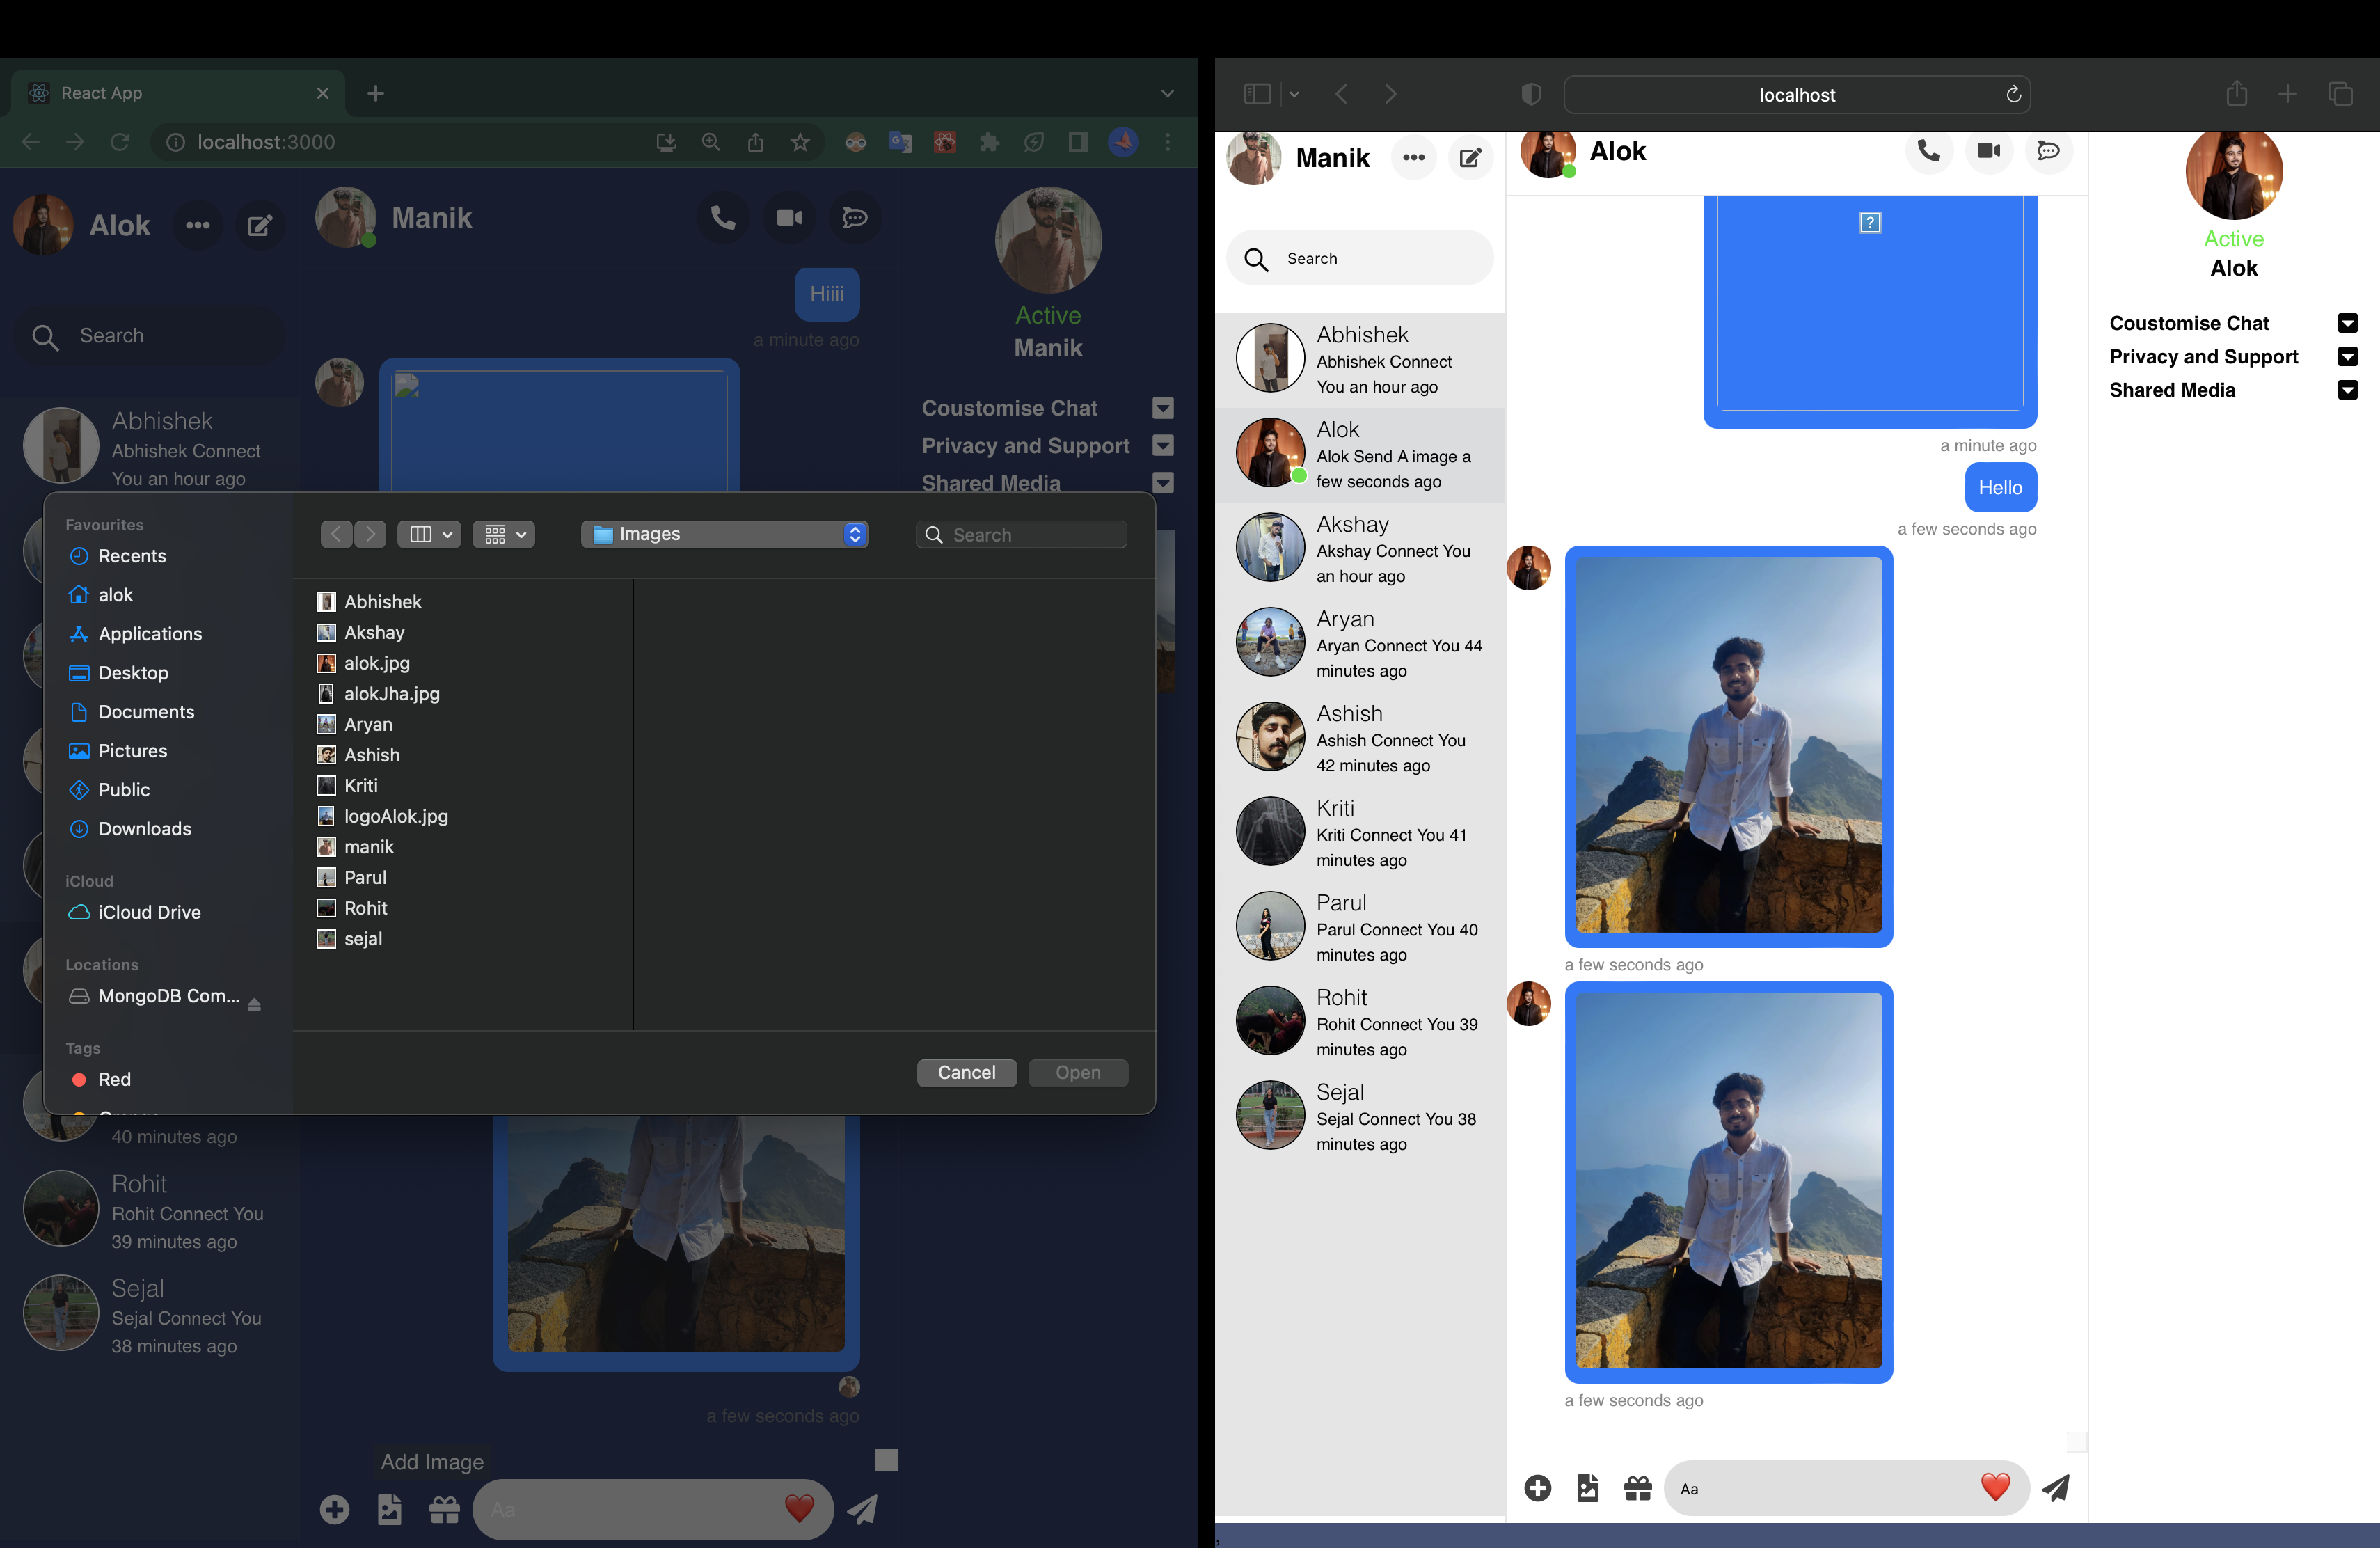 React App
localhost:3000
Alok
Search
Abhishek
Abhishek Connect
You an hour ago
40 minutes ago
Rohit
Rohit Connect You
39 minutes ago
Sejal
Sejal Connect You
38 minutes ago
Manik
Hiiii
a minute ago
a few seconds ago
Add Image
Aa
Active
Manik
Coustomise Chat
Privacy and Support
Shared Media
Favourites
Recents
alok
Applications
Desktop
Documents
Pictures
Public
Downloads
iCloud
iCloud Drive
Locations
MongoDB Com...
Tags
Red
Images
Search
Abhishek
Akshay
alok.jpg
alokJha.jpg
Aryan
Ashish
Kriti
logoAlok.jpg
manik
Parul
Rohit
sejal
Cancel
Open
localhost
Manik
Search
Abhishek
Abhishek Connect
You an hour ago
Alok
Alok Send A image a
few seconds ago
Akshay
Akshay Connect You
an hour ago
Aryan
Aryan Connect You 44
minutes ago
Ashish
Ashish Connect You
42 minutes ago
Kriti
Kriti Connect You 41
minutes ago
Parul
Parul Connect You 40
minutes ago
Rohit
Rohit Connect You 39
minutes ago
Sejal
Sejal Connect You 38
minutes ago
Alok
?
a minute ago
Hello
a few seconds ago
a few seconds ago
a few seconds ago
Aa
Active
Alok
Coustomise Chat
Privacy and Support
Shared Media